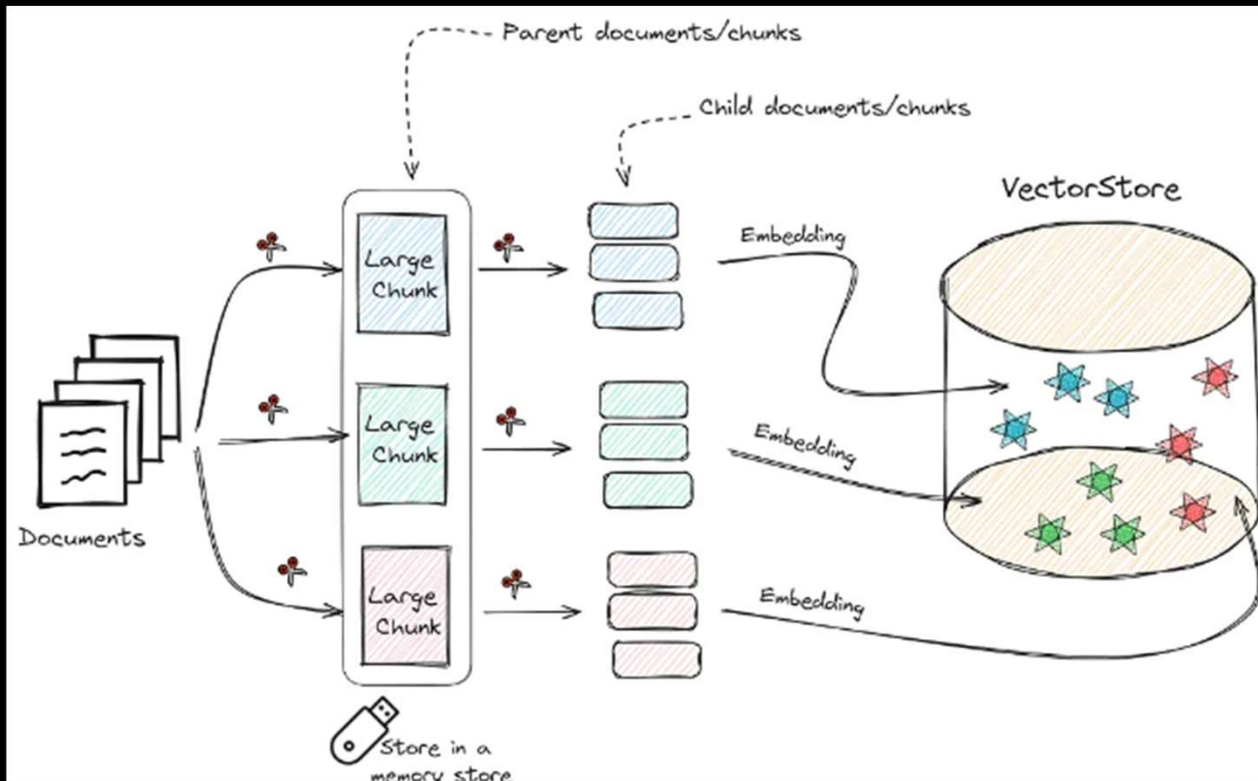 Parent documents/chunks
Child documents/chunks
VectorStore
Large
Chunk
Embedding
Large
Chunk
Embedding
Documents
Large
Chunk
Embedding
Store in a
memory store